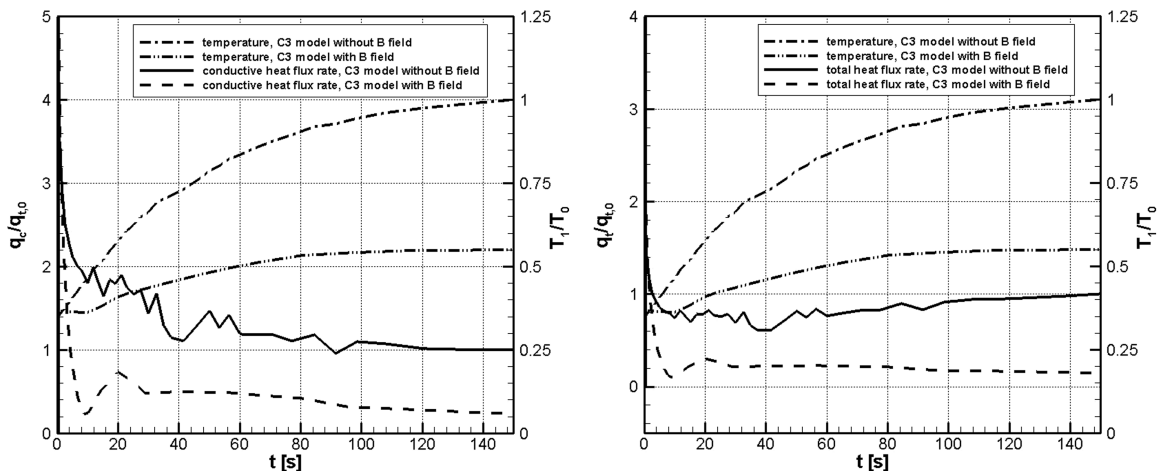 temperature, C3 model without B field
temperature, C3 model with B field
conductive heat flux rate, C3 model without B field
conductive heat flux rate, C3 model with B field
5
4
3
2
1
0
q_c/q_t,0
1.25
1
0.75
0.5
0.25
0
T_1/T_0
0 20 40 60 80 100 120 140
t [s]
temperature, C3 model without B field
temperature, C3 model with B field
total heat flux rate, C3 model without B field
total heat flux rate, C3 model with B field
4
3
2
1
0
q_t/q_t,0
1.25
1
0.75
0.5
0.25
0
T_1/T_0
0 20 40 60 80 100 120 140
t [s]